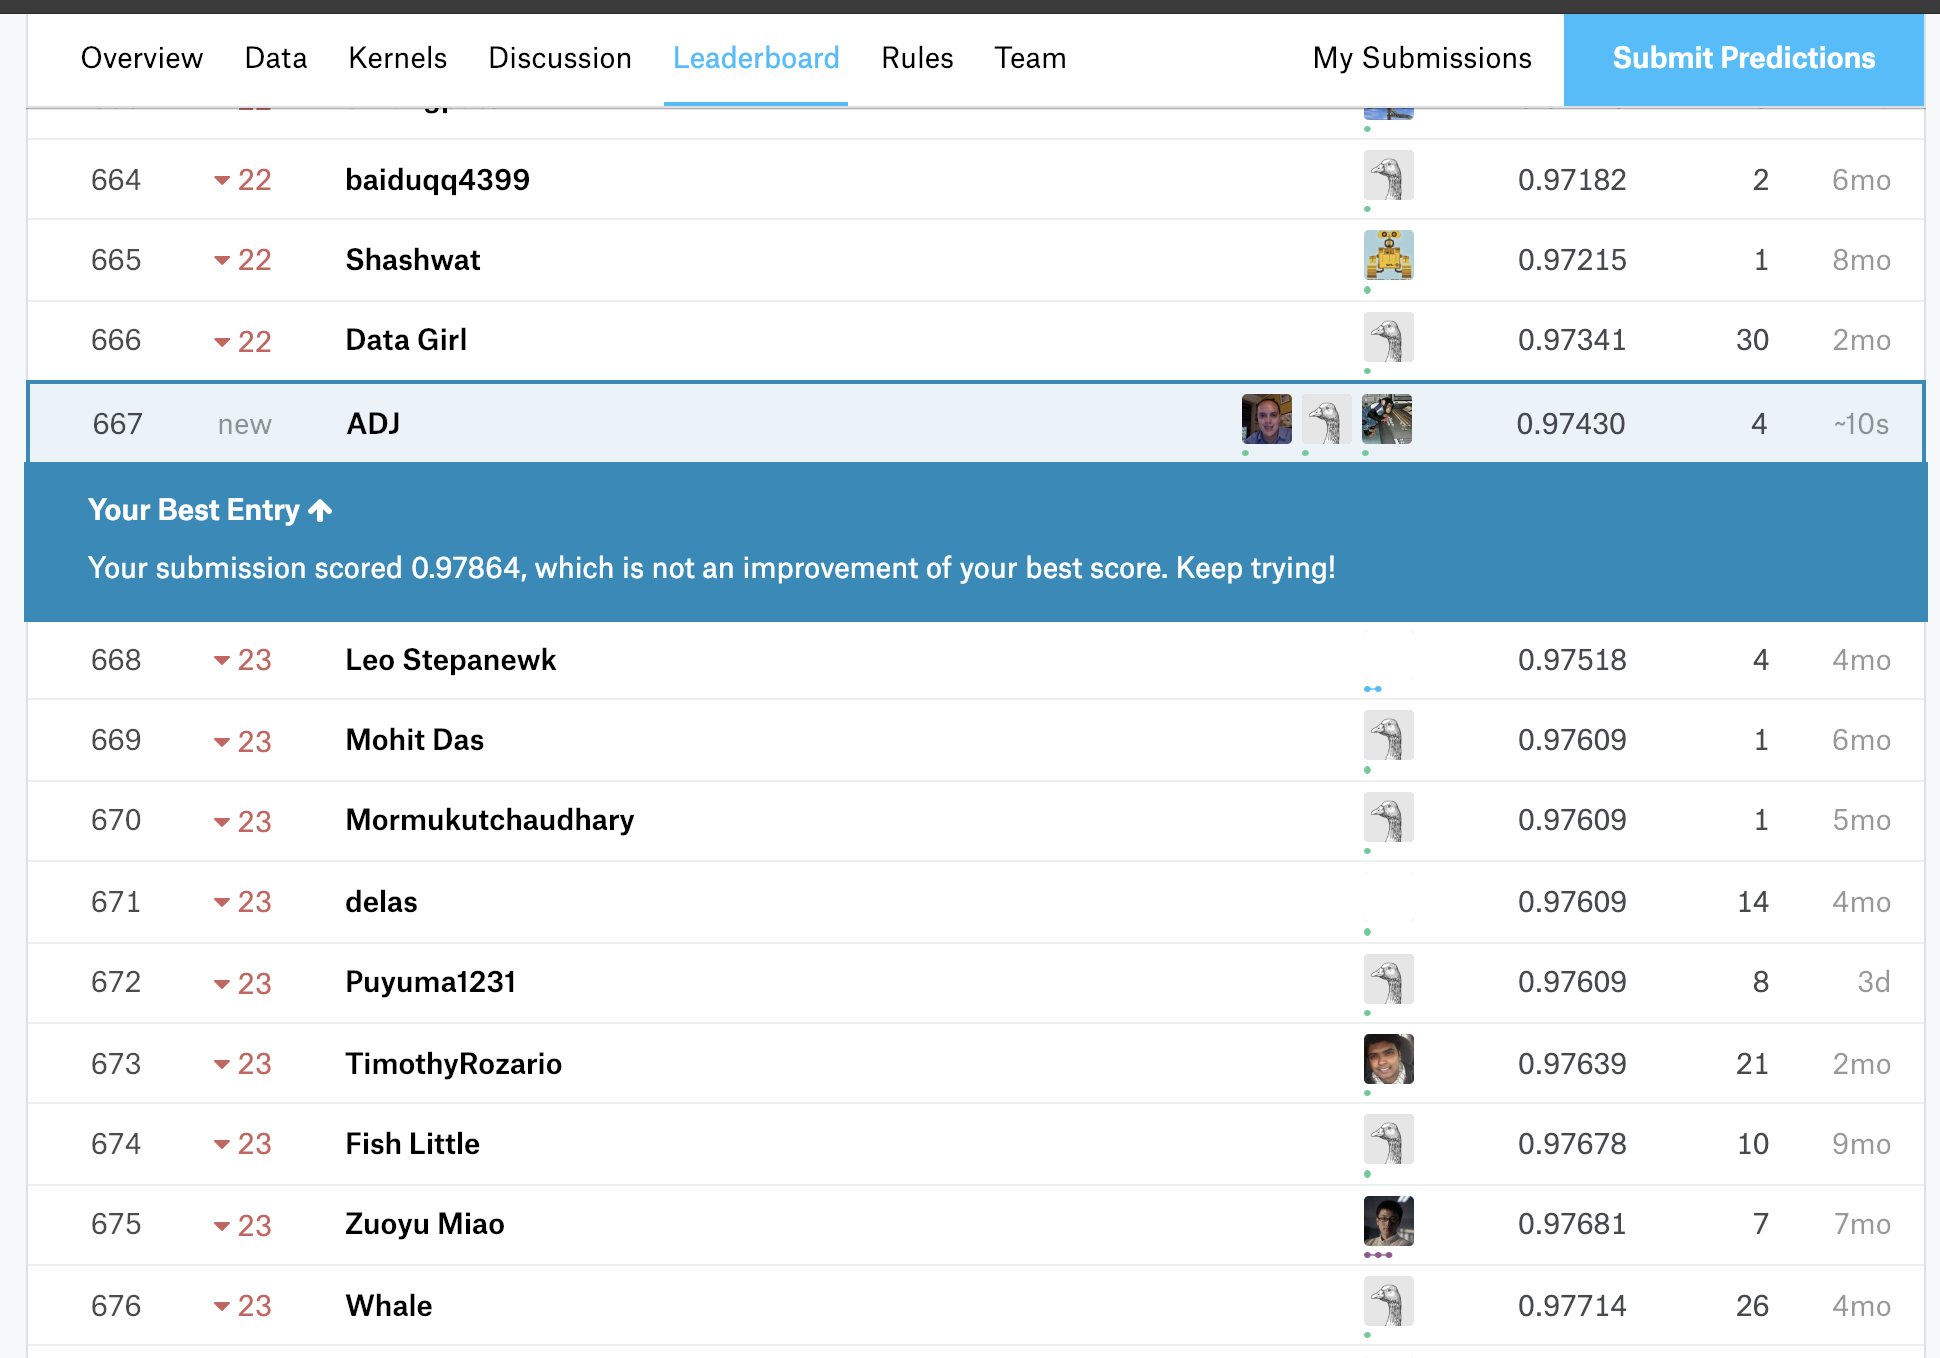 Overview Data Kernels Discussion Leaderboard Rules Team My Submissions Submit Predictions
664 22 baiduqq4399 0.97182 2 6mo
665 22 Shashwat 0.97215 1 8mo
666 22 Data Girl 0.97341 30 2mo
667 new ADJ 0.97430 4 ~10s
Your Best Entry
Your submission scored 0.97864, which is not an improvement of your best score. Keep trying!
668 23 Leo Stepanewk 0.97518 4 4mo
669 23 Mohit Das 0.97609 1 6mo
670 23 Mormukutchaudhary 0.97609 1 5mo
671 23 delas 0.97609 14 4mo
672 23 Puyuma1231 0.97609 8 3d
673 23 TimothyRozario 0.97639 21 2mo
674 23 Fish Little 0.97678 10 9mo
675 23 Zuoyu Miao 0.97681 7 7mo
676 23 Whale 0.97714 26 4mo